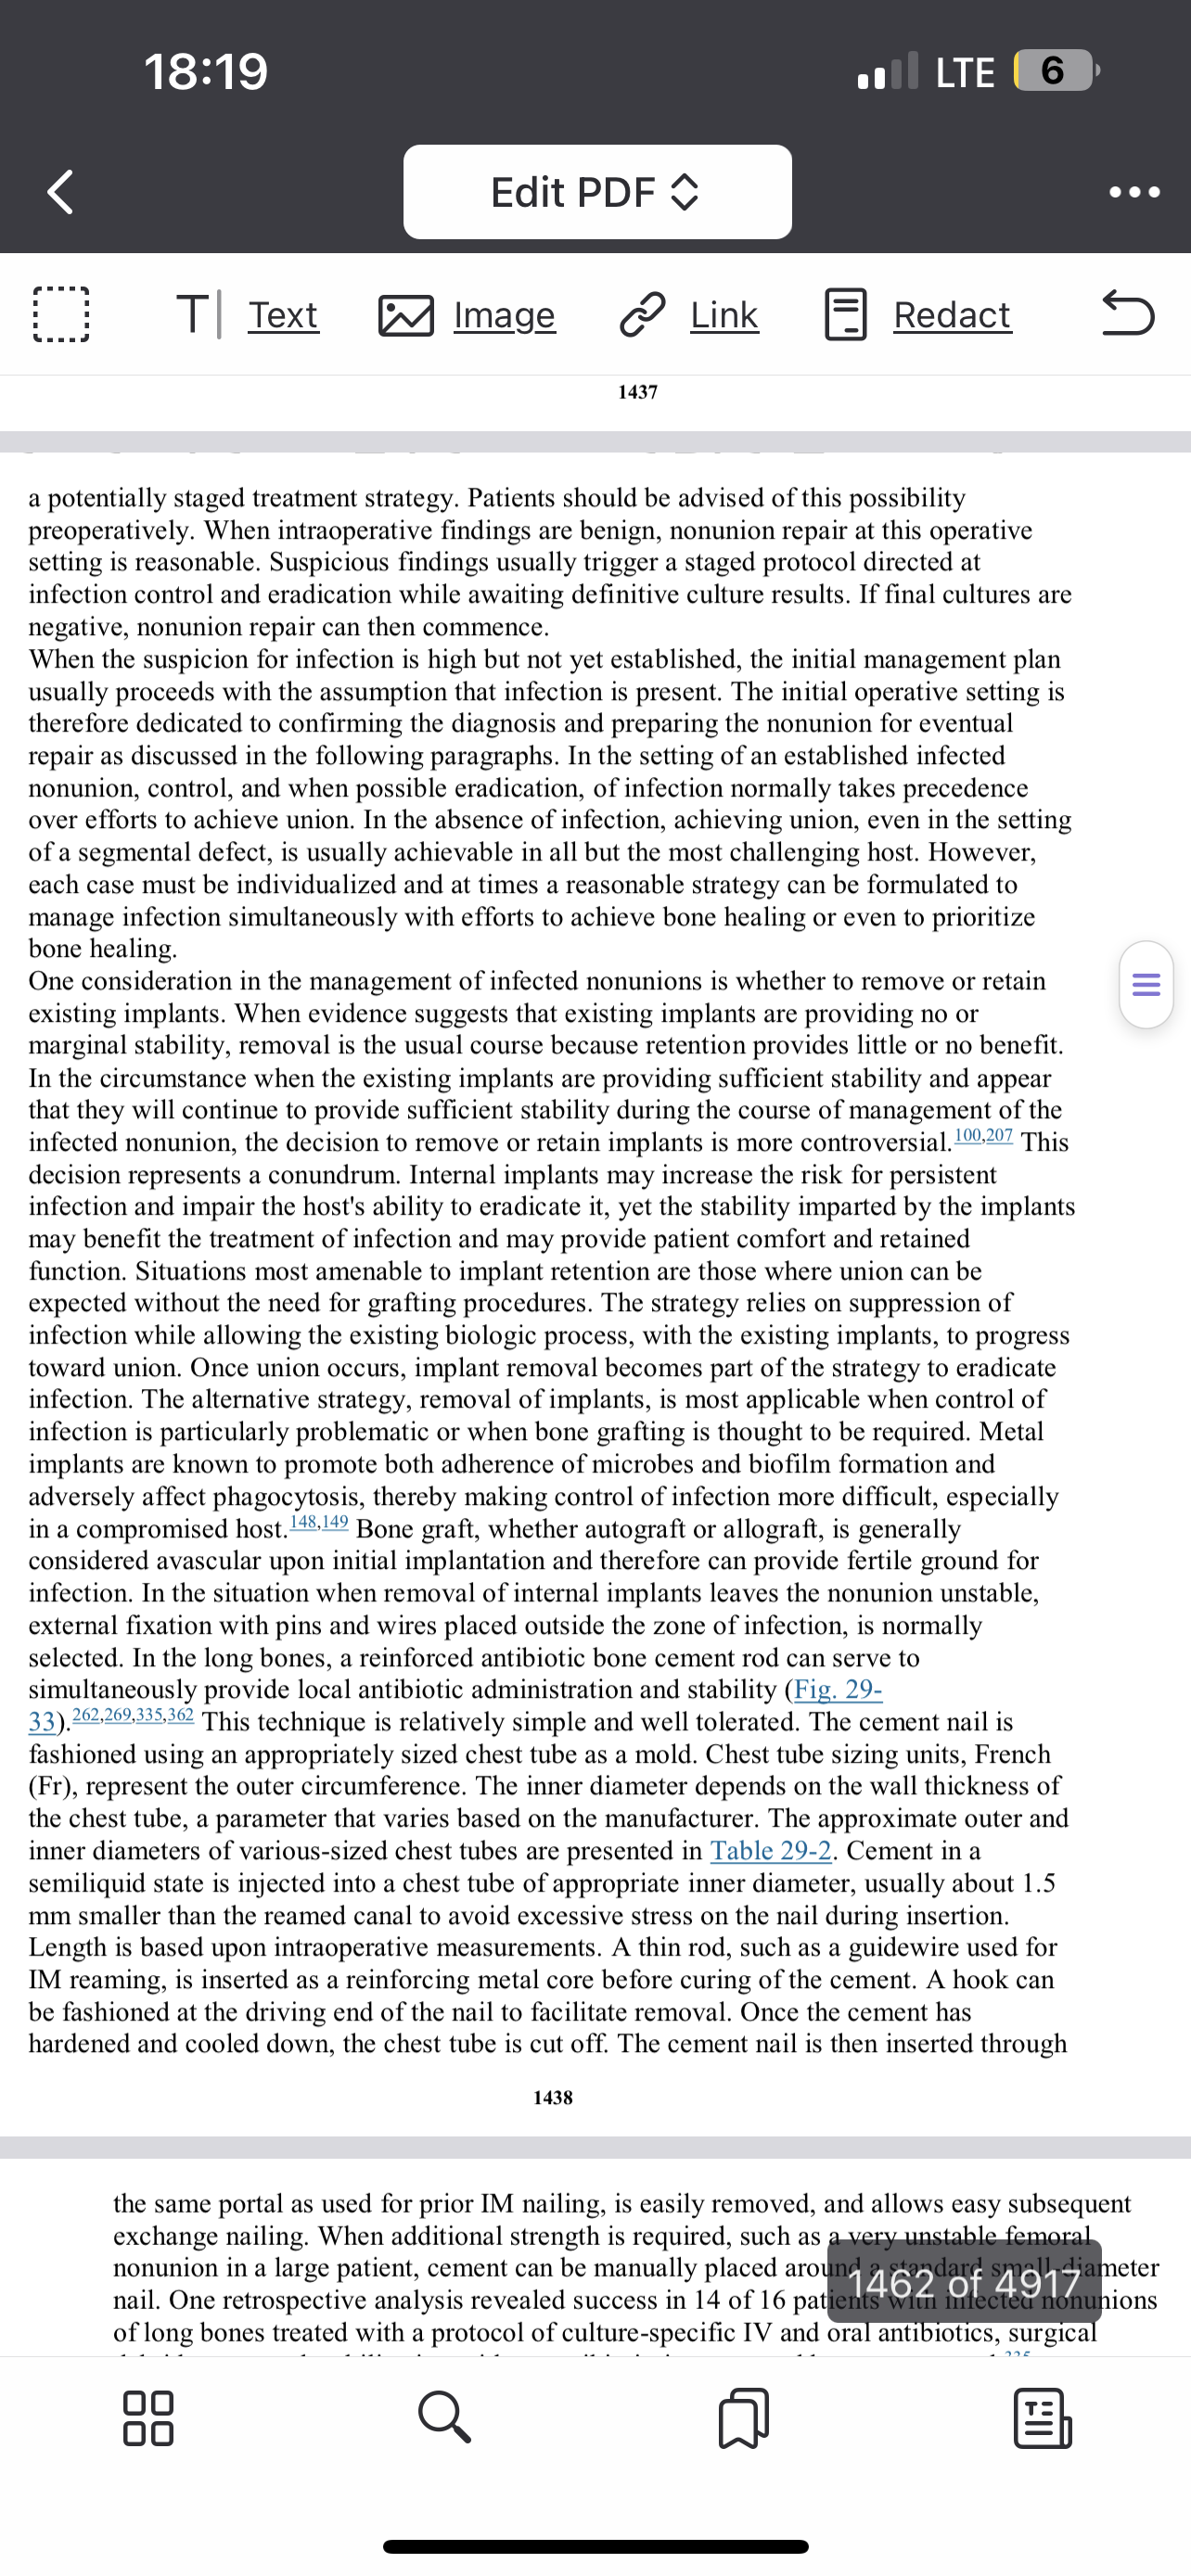 18:19
LTE 6
Edit PDF
Text Image Link Redact
1437
a potentially staged treatment strategy. Patients should be advised of this possibility
preoperatively. When intraoperative findings are benign, nonunion repair at this operative
setting is reasonable. Suspicious findings usually trigger a staged protocol directed at
infection control and eradication while awaiting definitive culture results. If final cultures are
negative, nonunion repair can then commence.
When the suspicion for infection is high but not yet established, the initial management plan
usually proceeds with the assumption that infection is present. The initial operative setting is
therefore dedicated to confirming the diagnosis and preparing the nonunion for eventual
repair as discussed in the following paragraphs. In the setting of an established infected
nonunion, control, and when possible eradication, of infection normally takes precedence
over efforts to achieve union. In the absence of infection, achieving union, even in the setting
of a segmental defect, is usually achievable in all but the most challenging host. However,
each case must be individualized and at times a reasonable strategy can be formulated to
manage infection simultaneously with efforts to achieve bone healing or even to prioritize
bone healing.
One consideration in the management of infected nonunions is whether to remove or retain
existing implants. When evidence suggests that existing implants are providing no or
marginal stability, removal is the usual course because retention provides little or no benefit.
In the circumstance when the existing implants are providing sufficient stability and appear
that they will continue to provide sufficient stability during the course of management of the
infected nonunion, the decision to remove or retain implants is more controversial.100,207 This
decision represents a conundrum. Internal implants may increase the risk for persistent
infection and impair the host's ability to eradicate it, yet the stability imparted by the implants
may benefit the treatment of infection and may provide patient comfort and retained
function. Situations most amenable to implant retention are those where union can be
expected without the need for grafting procedures. The strategy relies on suppression of
infection while allowing the existing biologic process, with the existing implants, to progress
toward union. Once union occurs, implant removal becomes part of the strategy to eradicate
infection. The alternative strategy, removal of implants, is most applicable when control of
infection is particularly problematic or when bone grafting is thought to be required. Metal
implants are known to promote both adherence of microbes and biofilm formation and
adversely affect phagocytosis, thereby making control of infection more difficult, especially
in a compromised host.148,149 Bone graft, whether autograft or allograft, is generally
considered avascular upon initial implantation and therefore can provide fertile ground for
infection. In the situation when removal of internal implants leaves the nonunion unstable,
external fixation with pins and wires placed outside the zone of infection, is normally
selected. In the long bones, a reinforced antibiotic bone cement rod can serve to
simultaneously provide local antibiotic administration and stability (Fig. 29-
33).262,269,335,362 This technique is relatively simple and well tolerated. The cement nail is
fashioned using an appropriately sized chest tube as a mold. Chest tube sizing units, French
(Fr), represent the outer circumference. The inner diameter depends on the wall thickness of
the chest tube, a parameter that varies based on the manufacturer. The approximate outer and
inner diameters of various-sized chest tubes are presented in Table 29-2. Cement in a
semiliquid state is injected into a chest tube of appropriate inner diameter, usually about 1.5
mm smaller than the reamed canal to avoid excessive stress on the nail during insertion.
Length is based upon intraoperative measurements. A thin rod, such as a guidewire used for
IM reaming, is inserted as a reinforcing metal core before curing of the cement. A hook can
be fashioned at the driving end of the nail to facilitate removal. Once the cement has
hardened and cooled down, the chest tube is cut off. The cement nail is then inserted through
1438
the same portal as used for prior IM nailing, is easily removed, and allows easy subsequent
exchange nailing. When additional strength is required, such as a very unstable femoral
nonunion in a large patient, cement can be manually placed around a standard small-diameter
nail. One retrospective analysis revealed success in 14 of 16 patients with infected nonunions
of long bones treated with a protocol of culture-specific IV and oral antibiotics, surgical
1462 of 4917